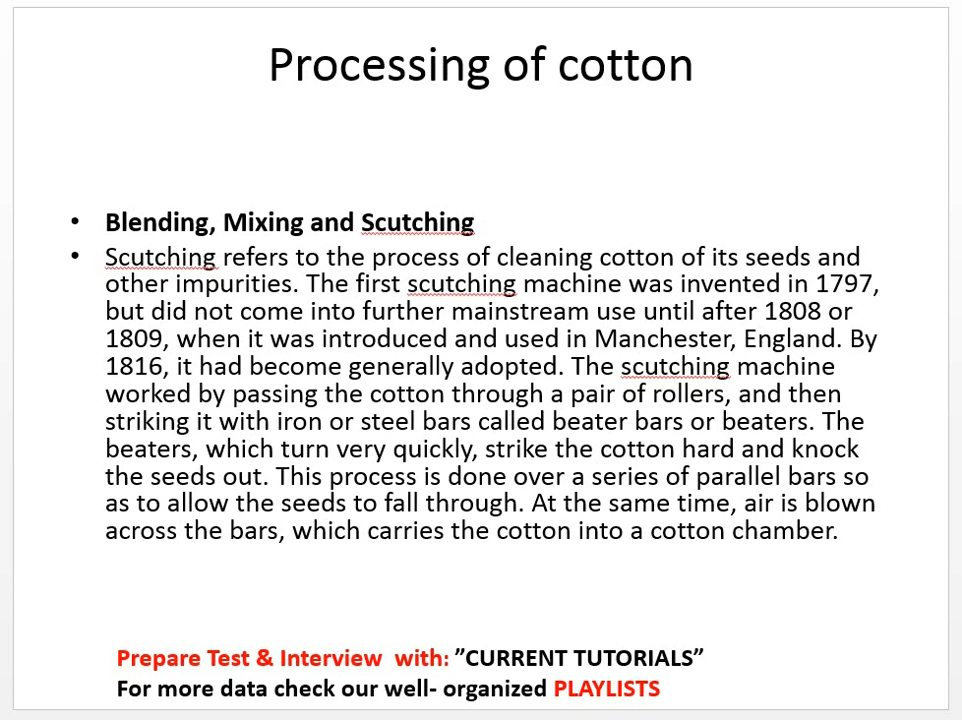 Processing of cotton
• Blending, Mixing and Scutching
• Scutching refers to the process of cleaning cotton of its seeds and
other impurities. The first scutching machine was invented in 1797,
but did not come into further mainstream use until after 1808 or
1809, when it was introduced and used in Manchester, England. By
1816, it had become generally adopted. The scutching machine
worked by passing the cotton through a pair of rollers, and then
striking it with iron or steel bars called beater bars or beaters. The
beaters, which turn very quickly, strike the cotton hard and knock
the seeds out. This process is done over a series of parallel bars so
as to allow the seeds to fall through. At the same time, air is blown
across the bars, which carries the cotton into a cotton chamber.
Prepare Test & Interview with: ”CURRENT TUTORIALS”
For more data check our well- organized PLAYLISTS